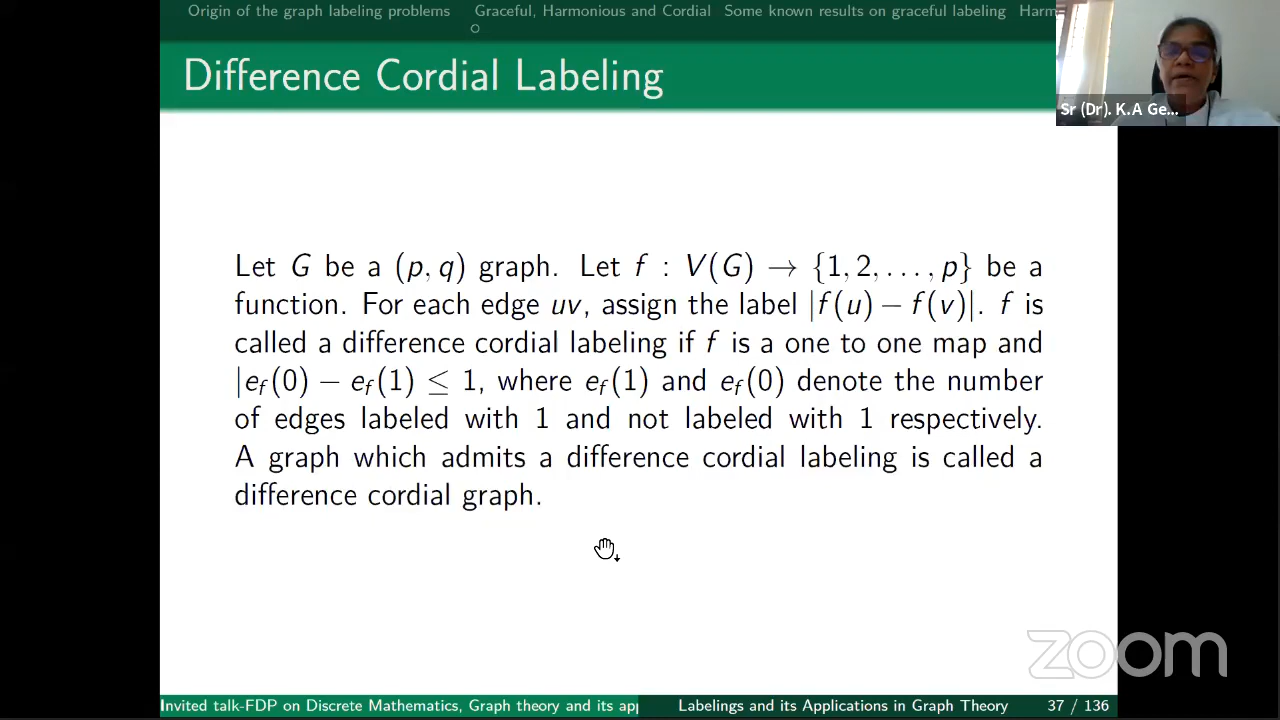 Origin of the graph labeling problems Graceful, Harmonious and Cordial Some known results on graceful labeling Harm
Difference Cordial Labeling
Sr (Dr). K.A Ge...
Let G be a (p, q) graph. Let f : V(G) → {1, 2, . . . , p} be a
function. For each edge uv, assign the label |f(u) − f(v)|. f is
called a difference cordial labeling if f is a one to one map and
|e_f(0) − e_f(1) ≤ 1, where e_f(1) and e_f(0) denote the number
of edges labeled with 1 and not labeled with 1 respectively.
A graph which admits a difference cordial labeling is called a
difference cordial graph.
zoom
Invited talk-FDP on Discrete Mathematics, Graph theory and its app Labelings and its Applications in Graph Theory 37 / 136